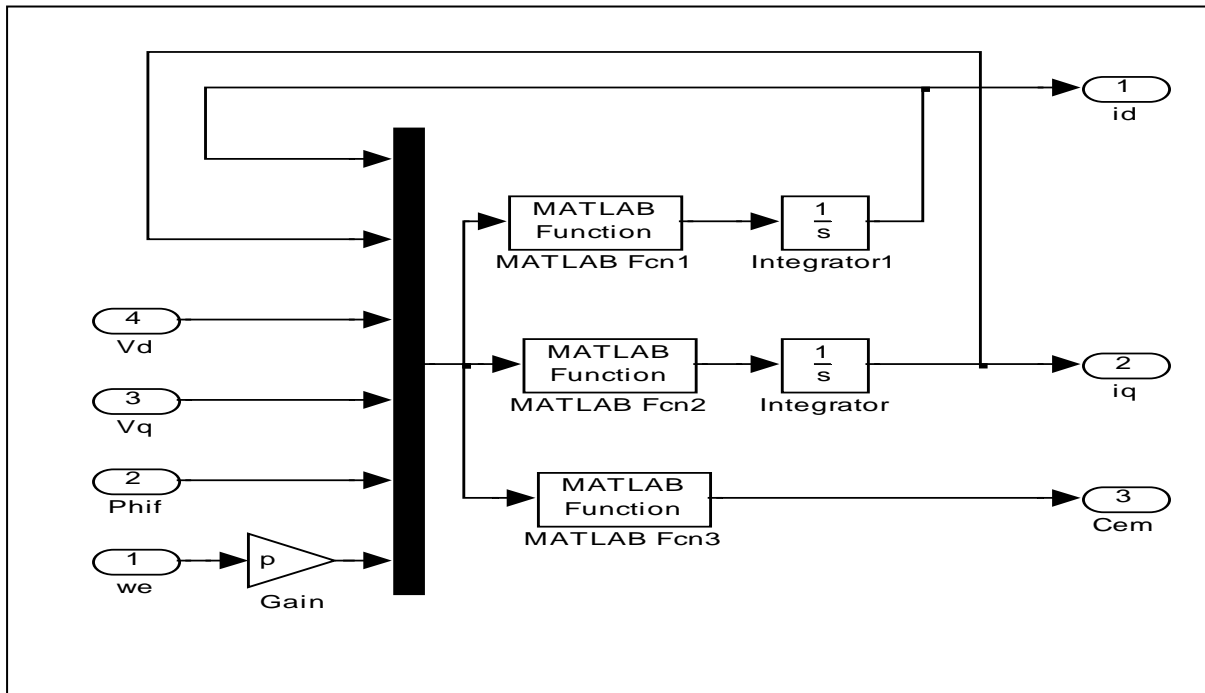 1
id
MATLAB
Function
MATLAB Fcn1
1
s
Integrator1
4
Vd
MATLAB
Function
MATLAB Fcn2
1
s
Integrator
2
iq
3
Vq
2
Phif
MATLAB
Function
MATLAB Fcn3
3
Cem
1
we
p
Gain